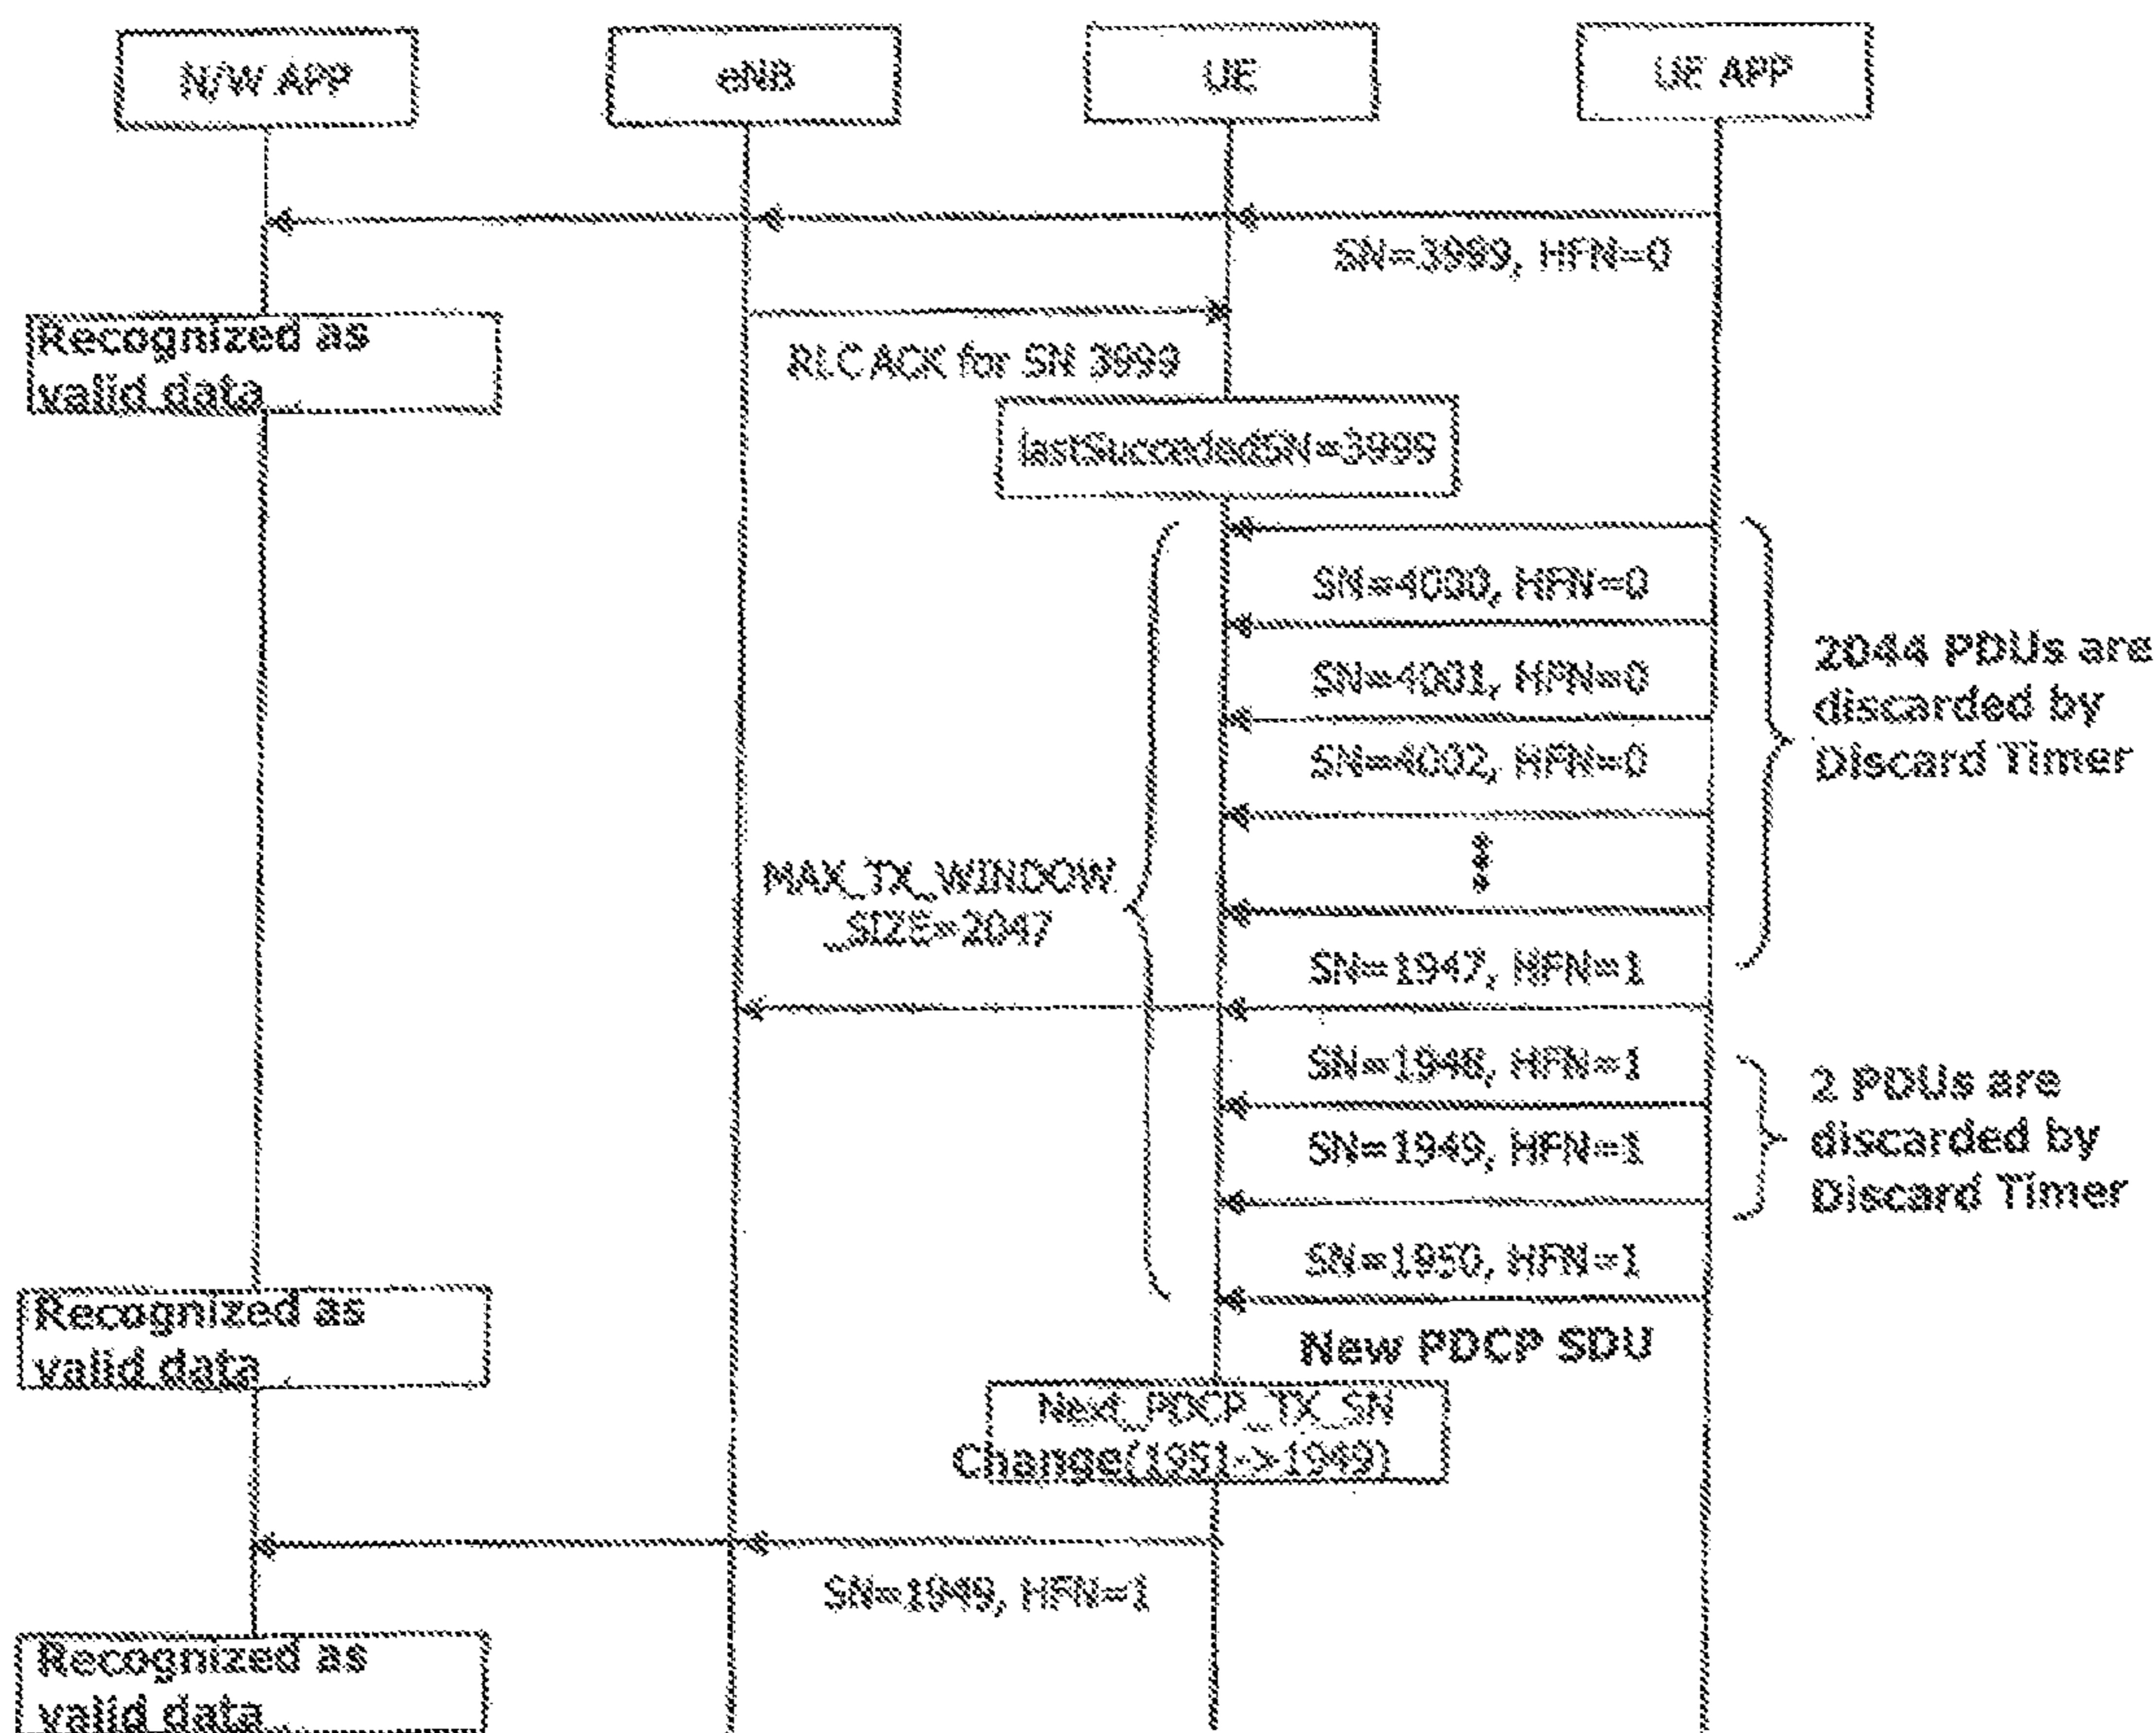 N/W APP
eNB
UE
UE APP
SN=3999, HFN=0
Recognized as
valid data
RLC ACK for SN 3999
lastSuccededSN=3999
SN=4000, HFN=0
SN=4001, HFN=0
SN=4002, HFN=0
2044 PDUs are
discarded by
Discard Timer
MAX_TX_WINDOW
_SIZE=2047
SN=1947, HFN=1
SN=1948, HFN=1
SN=1949, HFN=1
2 PDUs are
discarded by
Discard Timer
SN=1950, HFN=1
Recognized as
valid data
New PDCP SDU
Next_PDCP_TX_SN
Change(1951->1949)
SN=1949, HFN=1
Recognized as
valid data